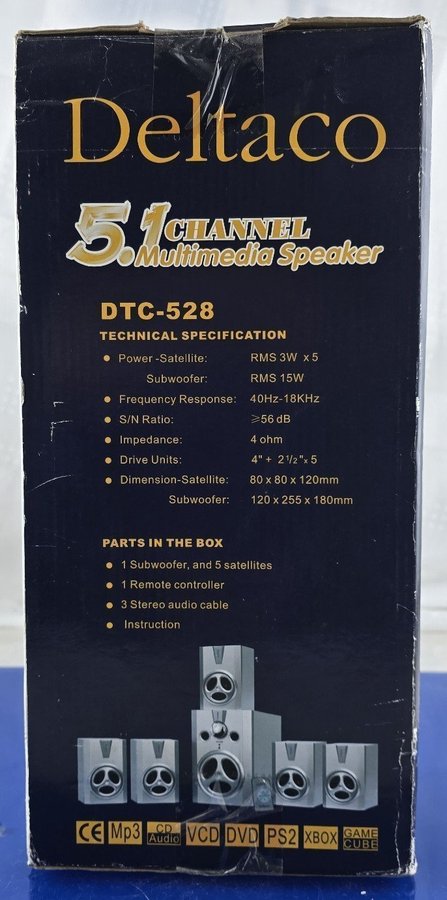 Deltaco
5.1 CHANNEL
Multimedia Speaker
DTC-528
TECHNICAL SPECIFICATION
● Power -Satellite: RMS 3W x 5
Subwoofer: RMS 15W
● Frequency Response: 40Hz-18KHz
● S/N Ratio: ≥56 dB
● Impedance: 4 ohm
● Drive Units: 4" + 2 1/2 "x 5
● Dimension-Satellite: 80 x 80 x 120mm
Subwoofer: 120 x 255 x 180mm
PARTS IN THE BOX
● 1 Subwoofer, and 5 satellites
● 1 Remote controller
● 3 Stereo audio cable
● Instruction
CE Mp3 CD Audio VCD DVD PS2 XBOX GAME CUBE